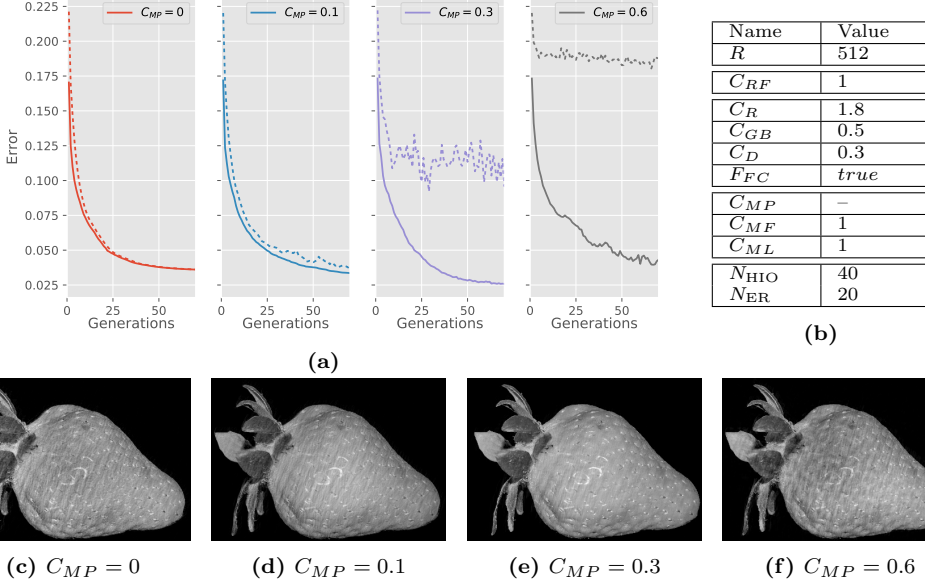 C_MP = 0
C_MP = 0.1
C_MP = 0.3
C_MP = 0.6
0.225
0.200
0.175
0.150
0.125
0.100
0.075
0.050
0.025
Error
0 25 50
0 25 50
0 25 50
0 25 50
Generations
Generations
Generations
Generations
(a)
Name Value
R 512
C_RF 1
C_R 1.8
C_GB 0.5
C_D 0.3
F_FC true
C_MP –
C_MF 1
C_ML 1
N_HIO 40
N_ER 20
(b)
(c) C_MP = 0
(d) C_MP = 0.1
(e) C_MP = 0.3
(f) C_MP = 0.6